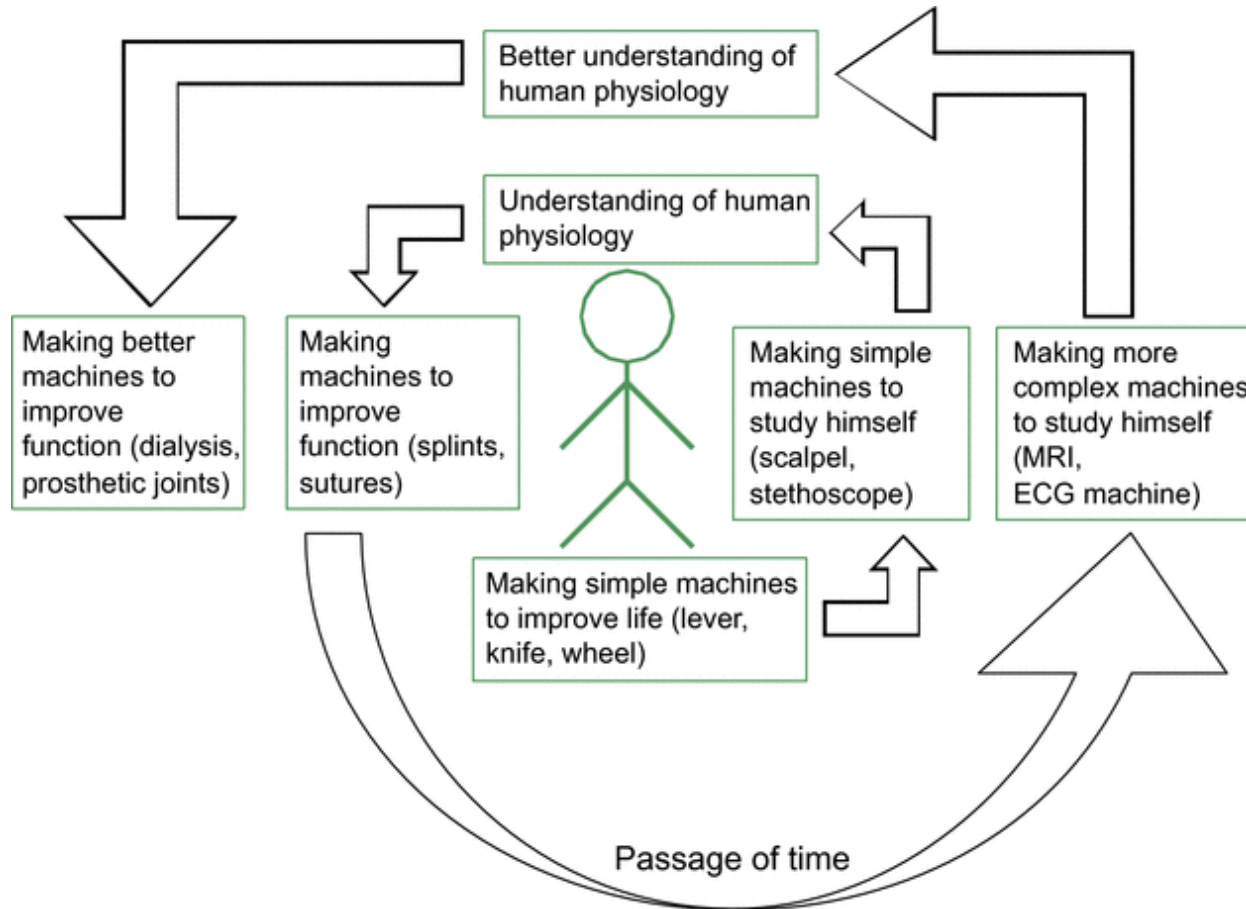 Better understanding of
human physiology
Understanding of human
physiology
Making better
machines to
improve
function (dialysis,
prosthetic joints)
Making
machines to
improve
function (splints,
sutures)
Making simple
machines to
study himself
(scalpel,
stethoscope)
Making more
complex machines
to study himself
(MRI,
ECG machine)
Making simple machines
to improve life (lever,
knife, wheel)
Passage of time